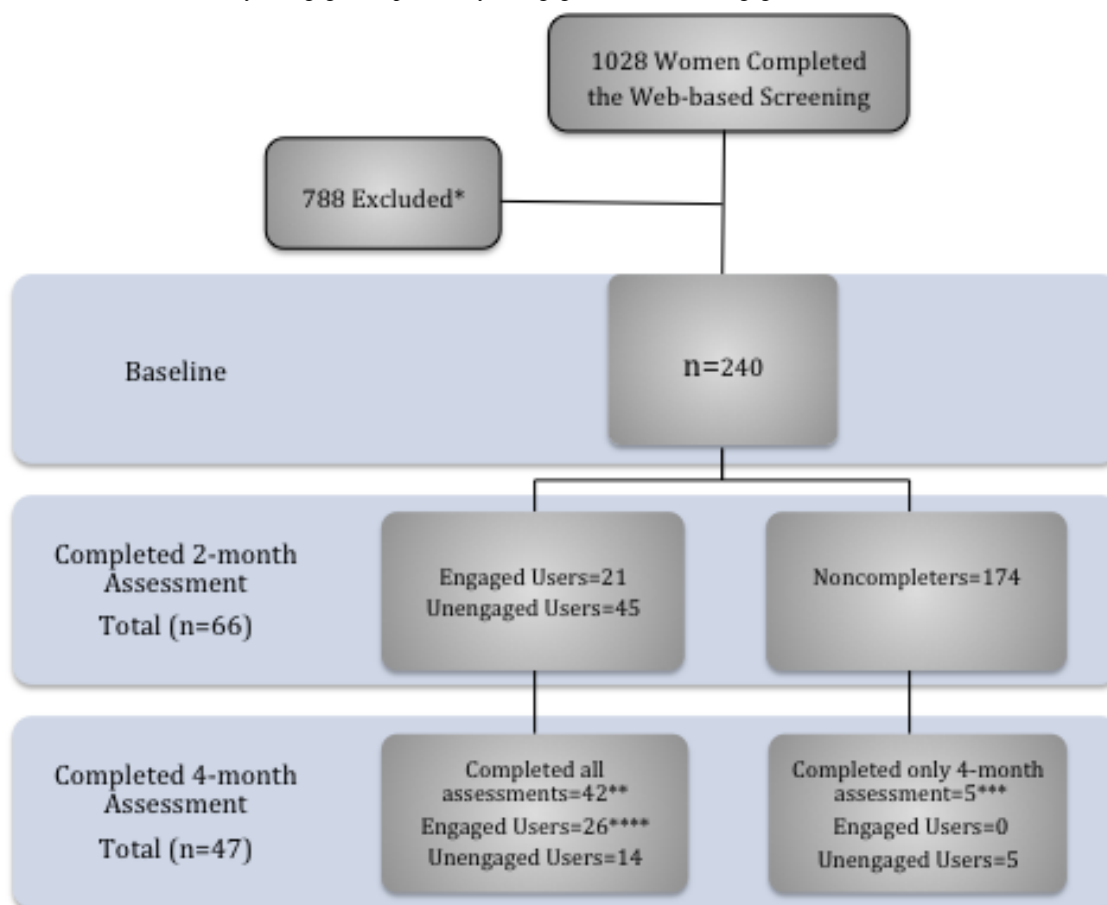 1028 Women Completed
the Web-based Screening
788 Excluded*
Baseline
n=240
Completed 2-month
Assessment
Total (n=66)
Engaged Users=21
Unengaged Users=45
Noncompleters=174
Completed 4-month
Assessment
Total (n=47)
Completed all
assessments=42**
Engaged Users=26****
Unengaged Users=14
Completed only 4-month
assessment=5***
Engaged Users=0
Unengaged Users=5